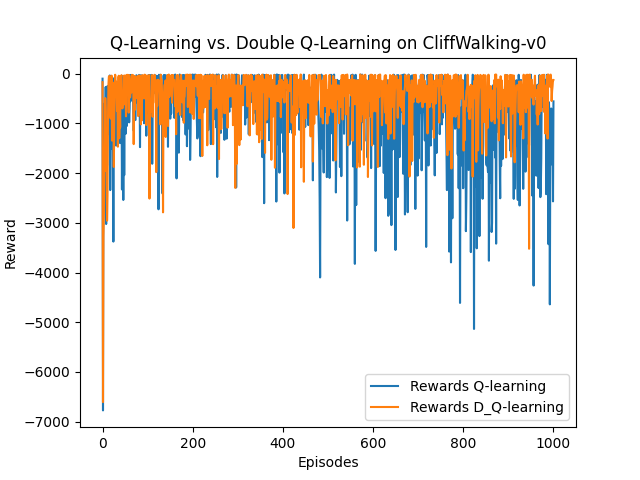 Q-Learning vs. Double Q-Learning on CliffWalking-v0
0
−1000
−2000
−3000
−4000
−5000
−6000
−7000
Reward
Rewards Q-learning
Rewards D_Q-learning
0
200
400
600
800
1000
Episodes